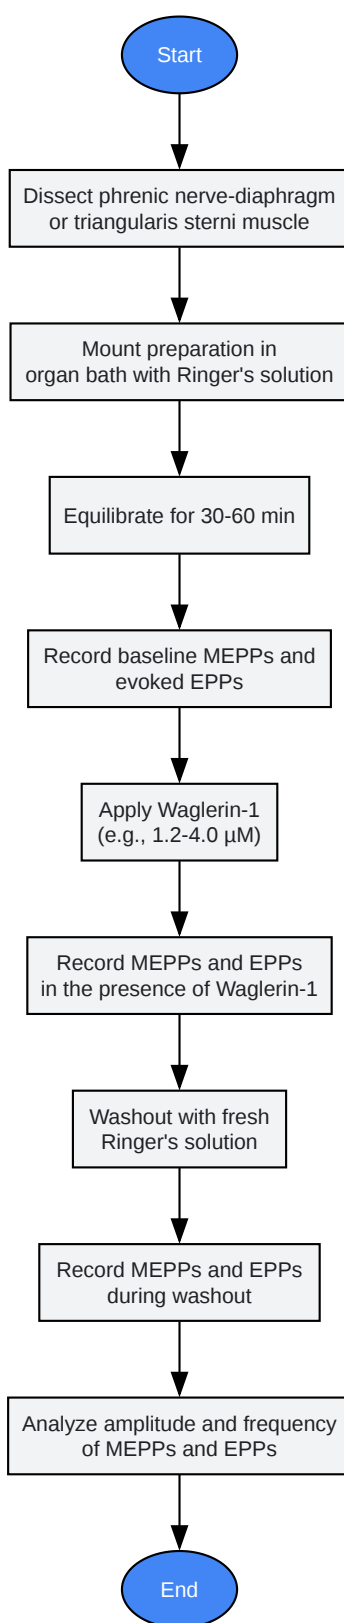 Start
Dissect phrenic nerve-diaphragm
or triangularis sterni muscle
Mount preparation in
organ bath with Ringer's solution
Equilibrate for 30-60 min
Record baseline MEPPs and
evoked EPPs
Apply Waglerin-1
(e.g., 1.2-4.0 µM)
Record MEPPs and EPPs
in the presence of Waglerin-1
Washout with fresh
Ringer's solution
Record MEPPs and EPPs
during washout
Analyze amplitude and frequency
of MEPPs and EPPs
End